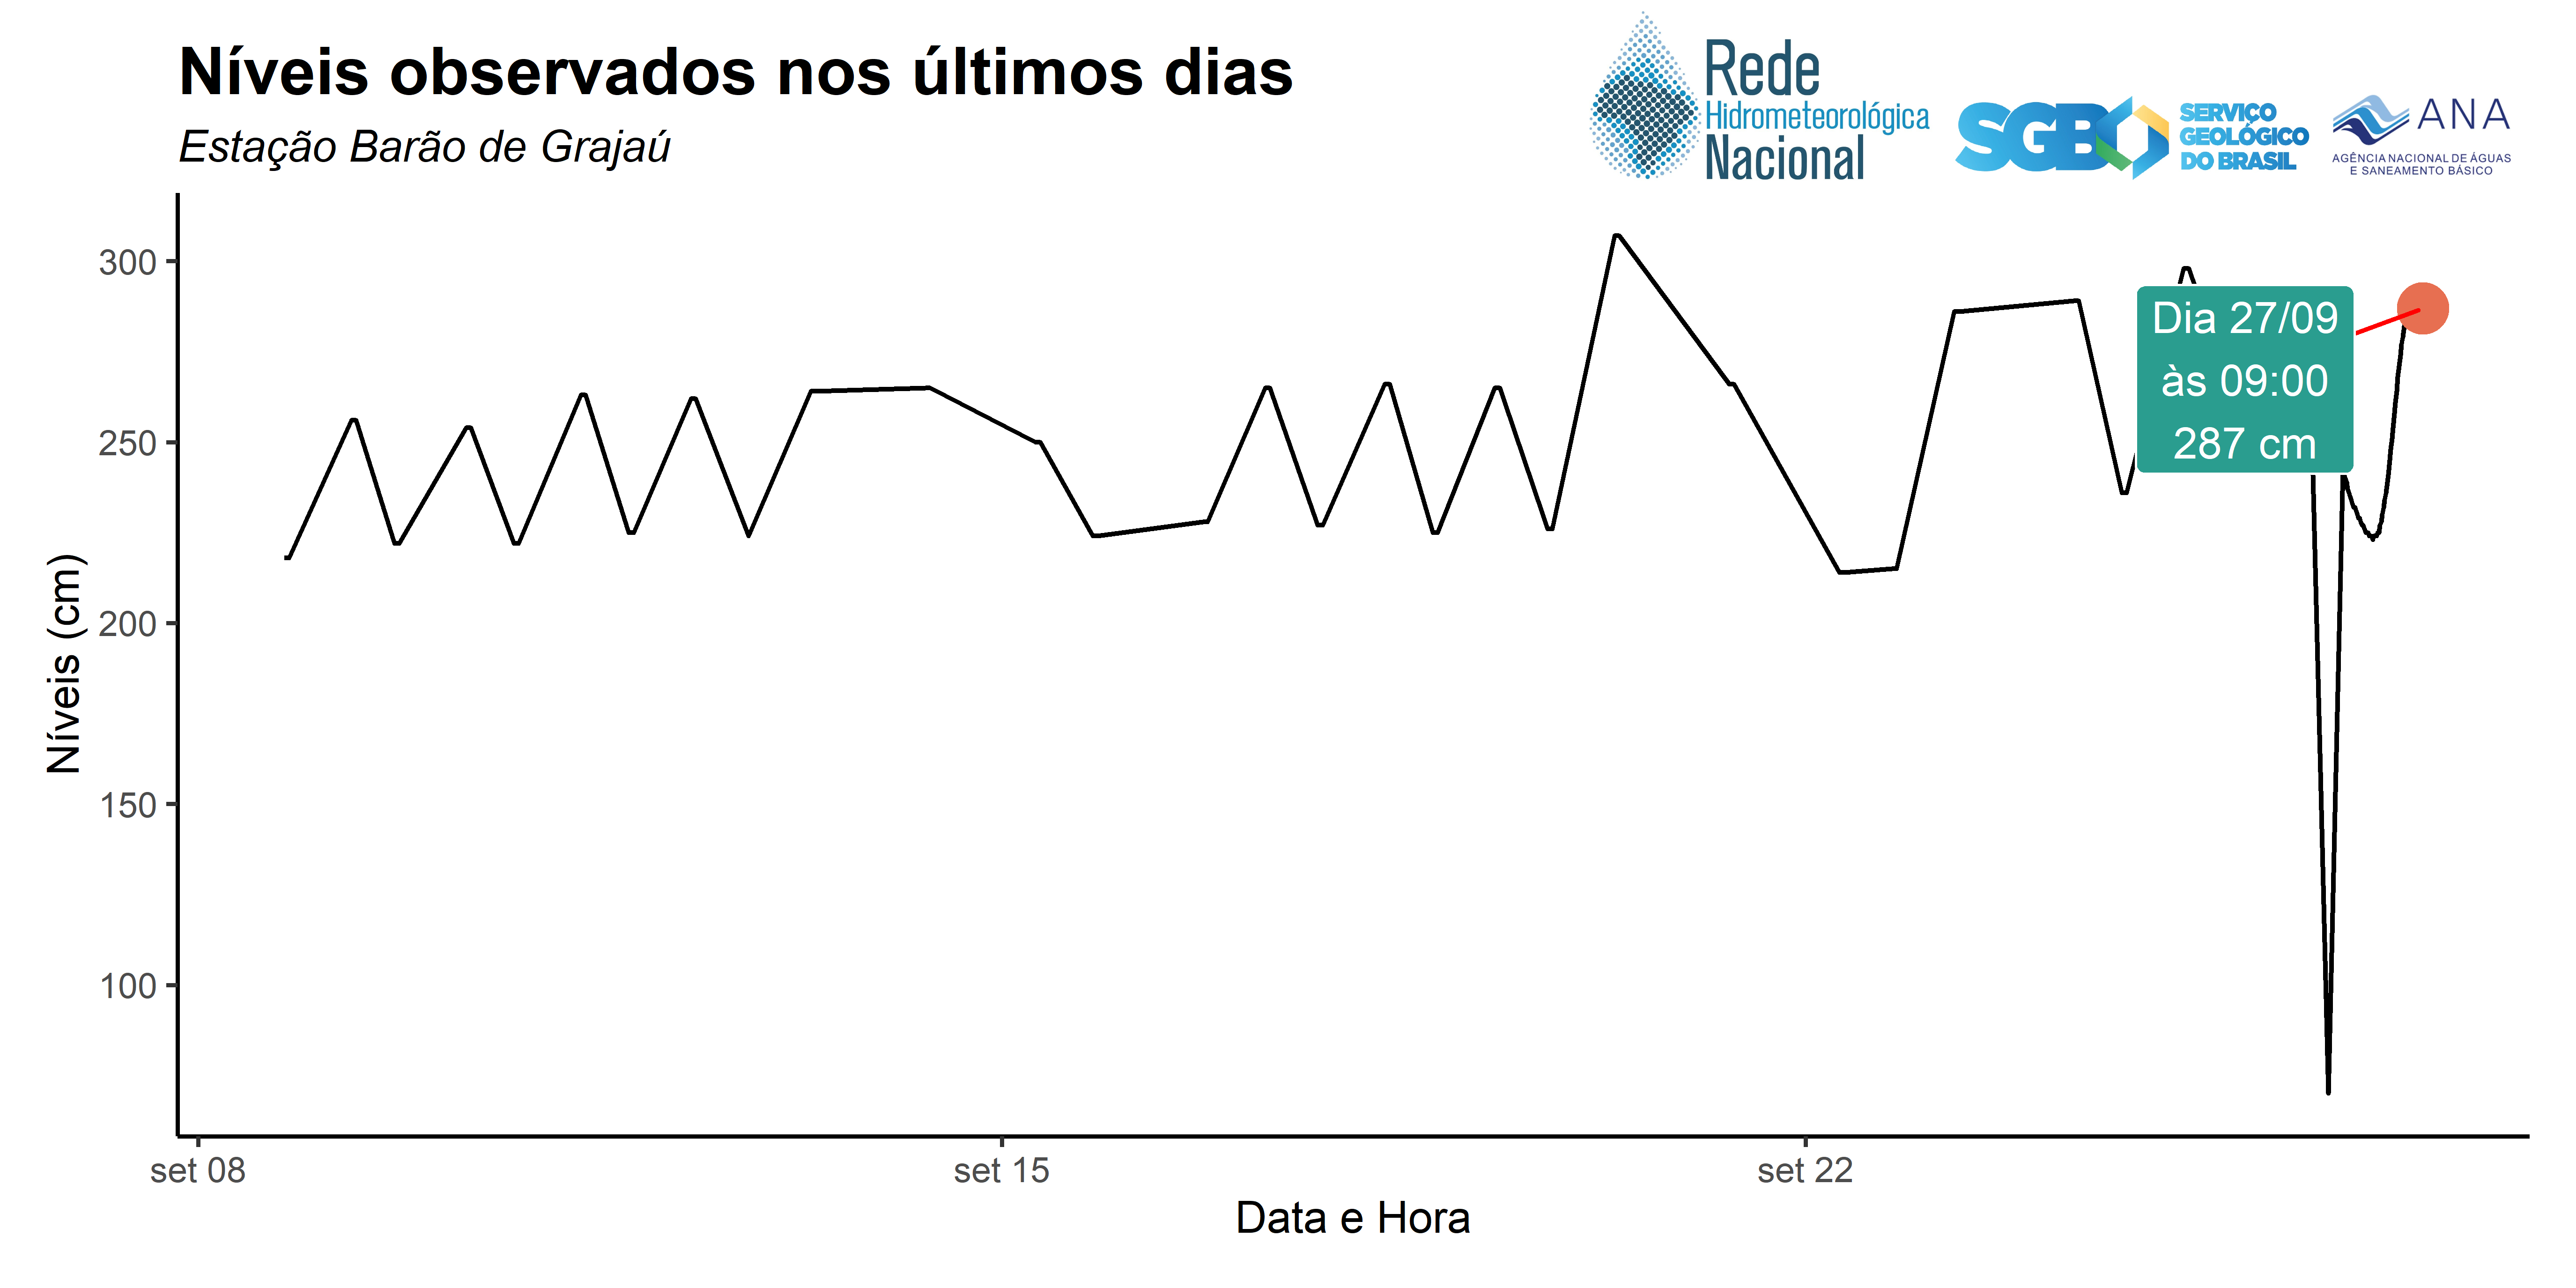 Níveis observados nos últimos dias
Estação Barão de Grajaú
Rede
Hidrometeorológica
Nacional
SGB
SERVIÇO
GEOLÓGICO
DO BRASIL
ANA
AGÊNCIA NACIONAL DE ÁGUAS
E SANEAMENTO BÁSICO
Níveis (cm)
300
250
200
150
100
Dia 27/09
às 09:00
287 cm
set 08
set 15
set 22
Data e Hora